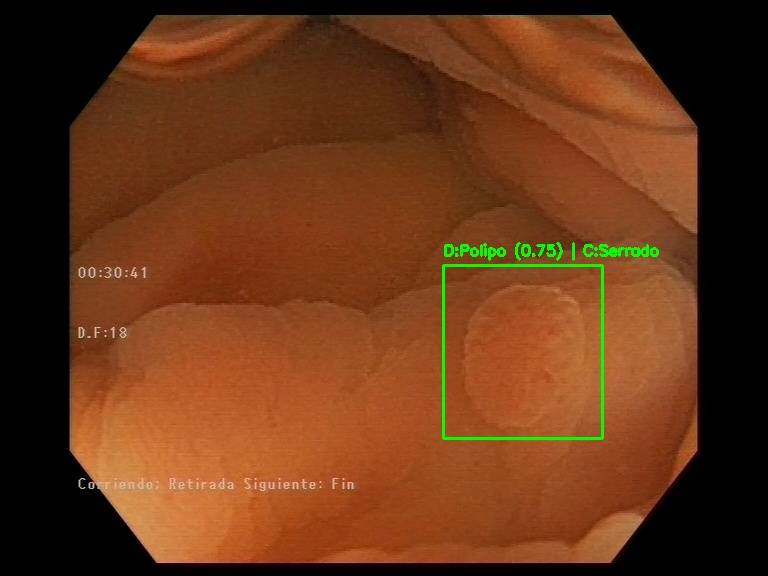 D:Polipo (0.75) | C:Serrado
00:30:41
D.F:18
Corriendo: Retirada Siguiente: Fin